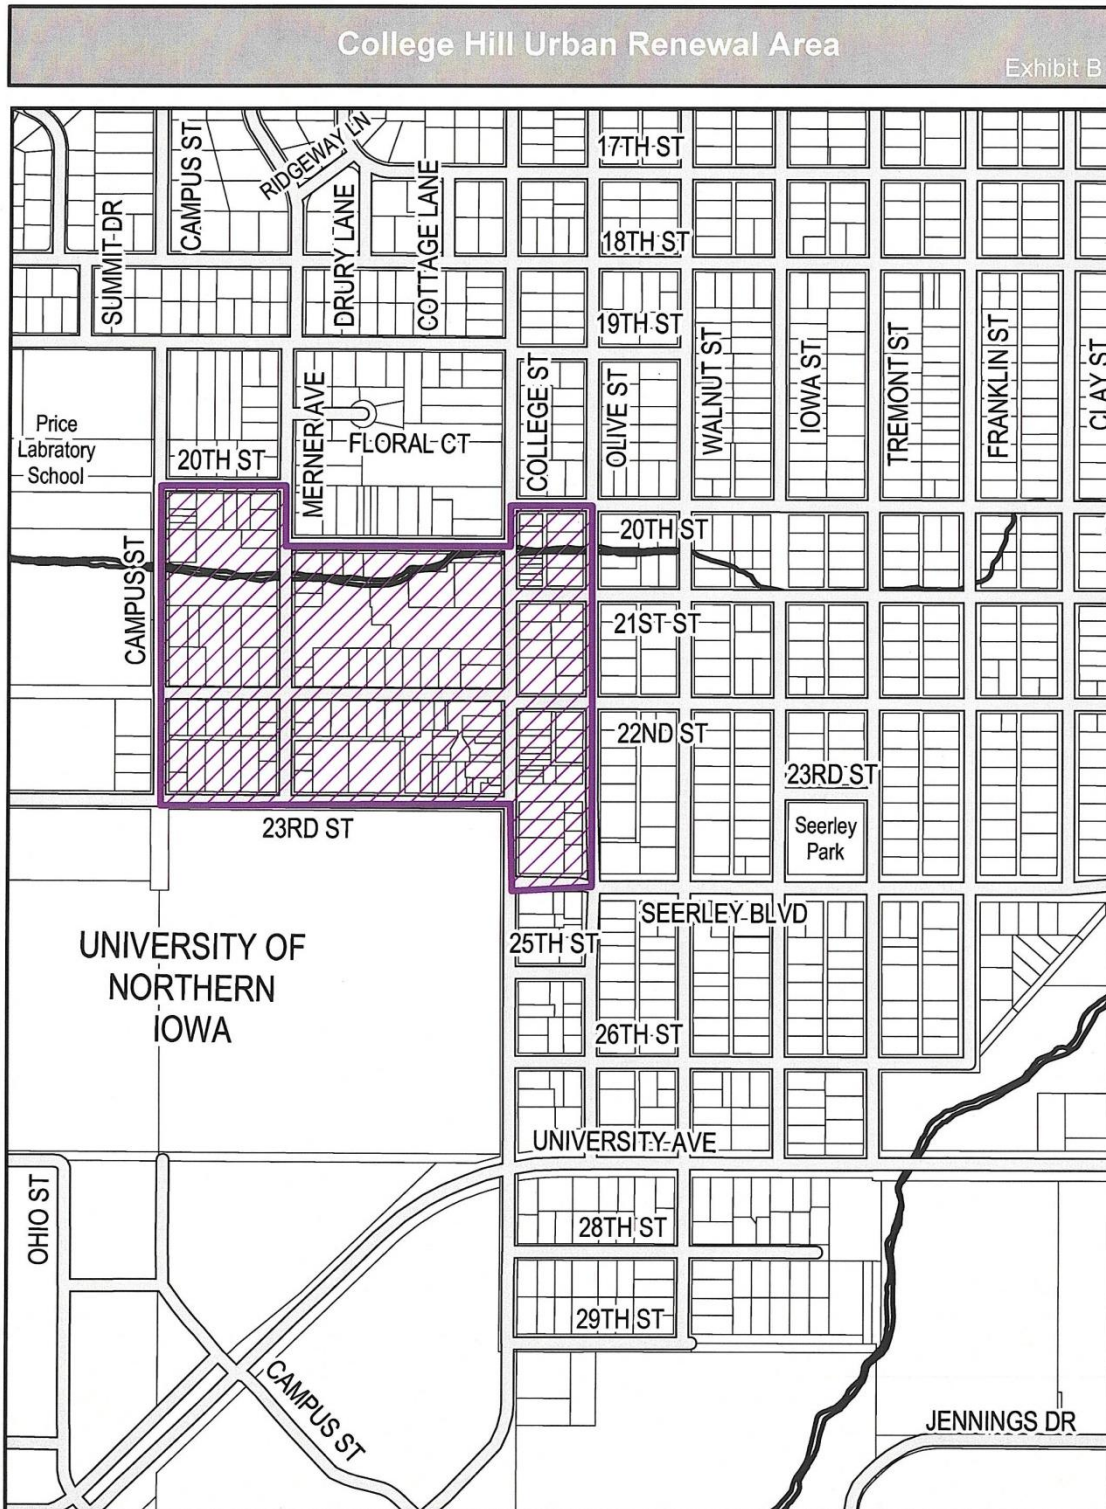 College Hill Urban Renewal Area
Exhibit B
17TH ST
CAMPUS ST
RIDGEWAY LN
SUMMIT DR
DRURY LANE
COTTAGE LANE
18TH ST
19TH ST
WALNUT ST
IOWA ST
TREMONT ST
FRANKLIN ST
CLAY ST
COLLEGE ST
OLIVE ST
MERNER AVE
FLORAL CT
Price
Labratory
School
20TH ST
20TH ST
CAMPUS ST
21ST ST
22ND ST
23RD ST
23RD ST
Seerley
Park
SEERLEY BLVD
25TH ST
UNIVERSITY OF
NORTHERN
IOWA
26TH ST
UNIVERSITY AVE
OHIO ST
28TH ST
29TH ST
CAMPUS ST
JENNINGS DR